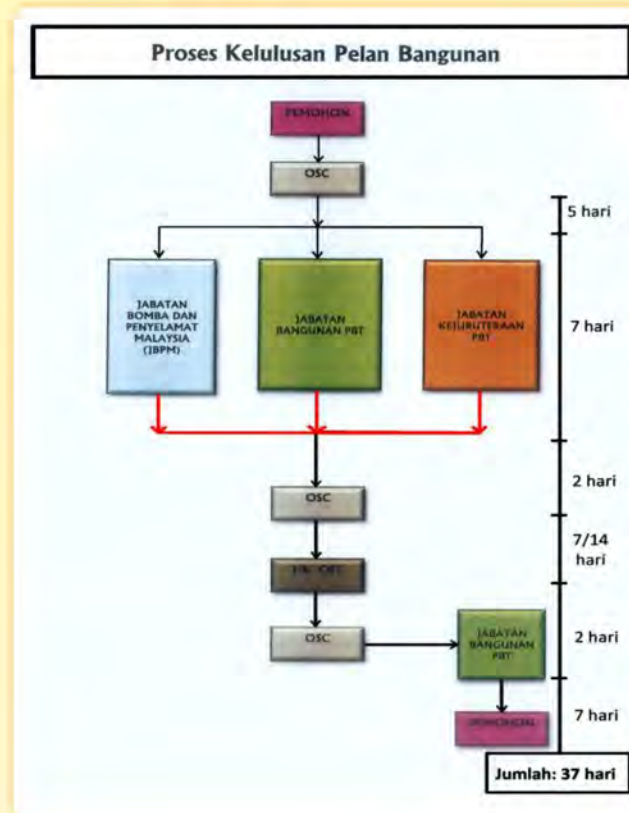 Proses Kelulusan Pelan Bangunan
PEMOHON
OSC
5 hari
JABATAN
BOMBA DAN
PENYELAMAT
MALAYSIA
(JBPM)
JABATAN
BANGUNAN PBT
JABATAN
KEJURUTERAAN
PBT
7 hari
OSC
2 hari
7/14
hari
OSC
JABATAN
BANGUNAN
PBT
2 hari
PEMOHON
7 hari
Jumlah: 37 hari